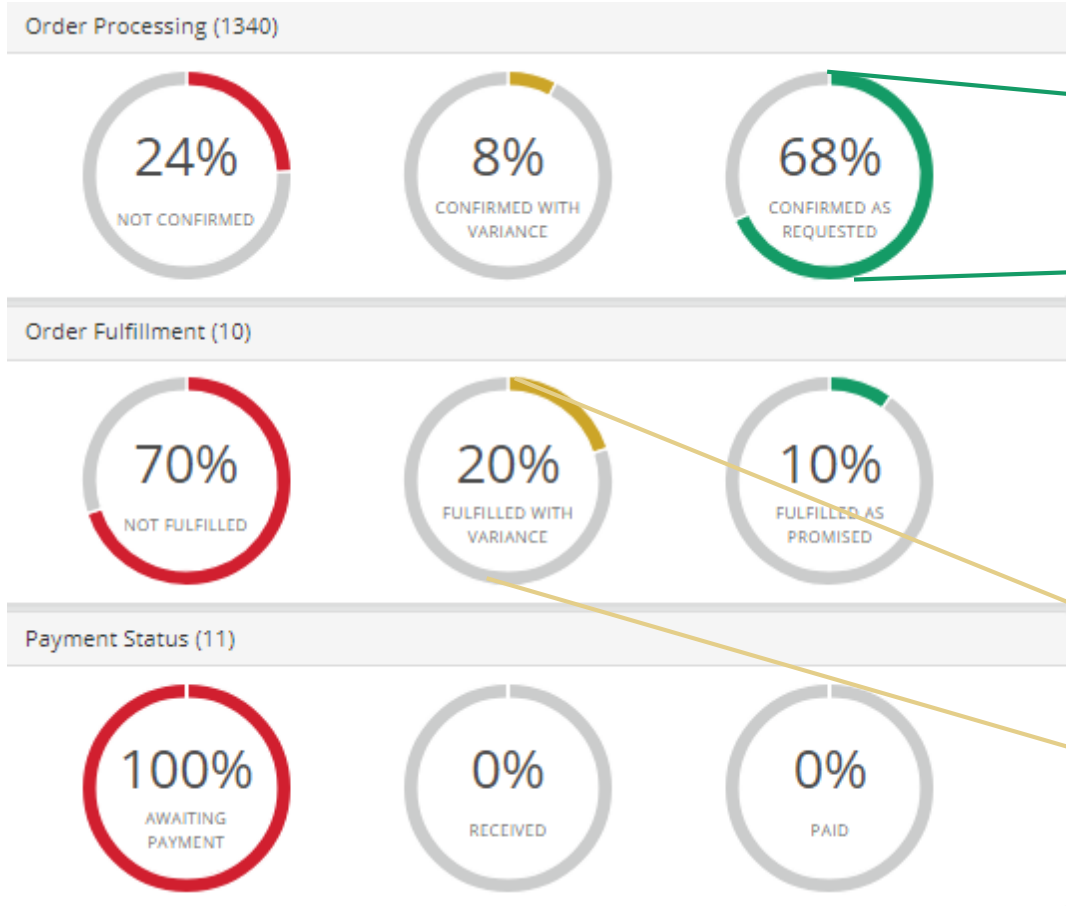 Order Processing (1340)
24%
NOT CONFIRMED
8%
CONFIRMED WITH
VARIANCE
68%
CONFIRMED AS
REQUESTED
Order Fulfillment (10)
70%
NOT FULFILLED
20%
FULFILLED WITH
VARIANCE
10%
FULFILLED AS
PROMISED
Payment Status (11)
100%
AWAITING
PAYMENT
0%
RECEIVED
0%
PAID